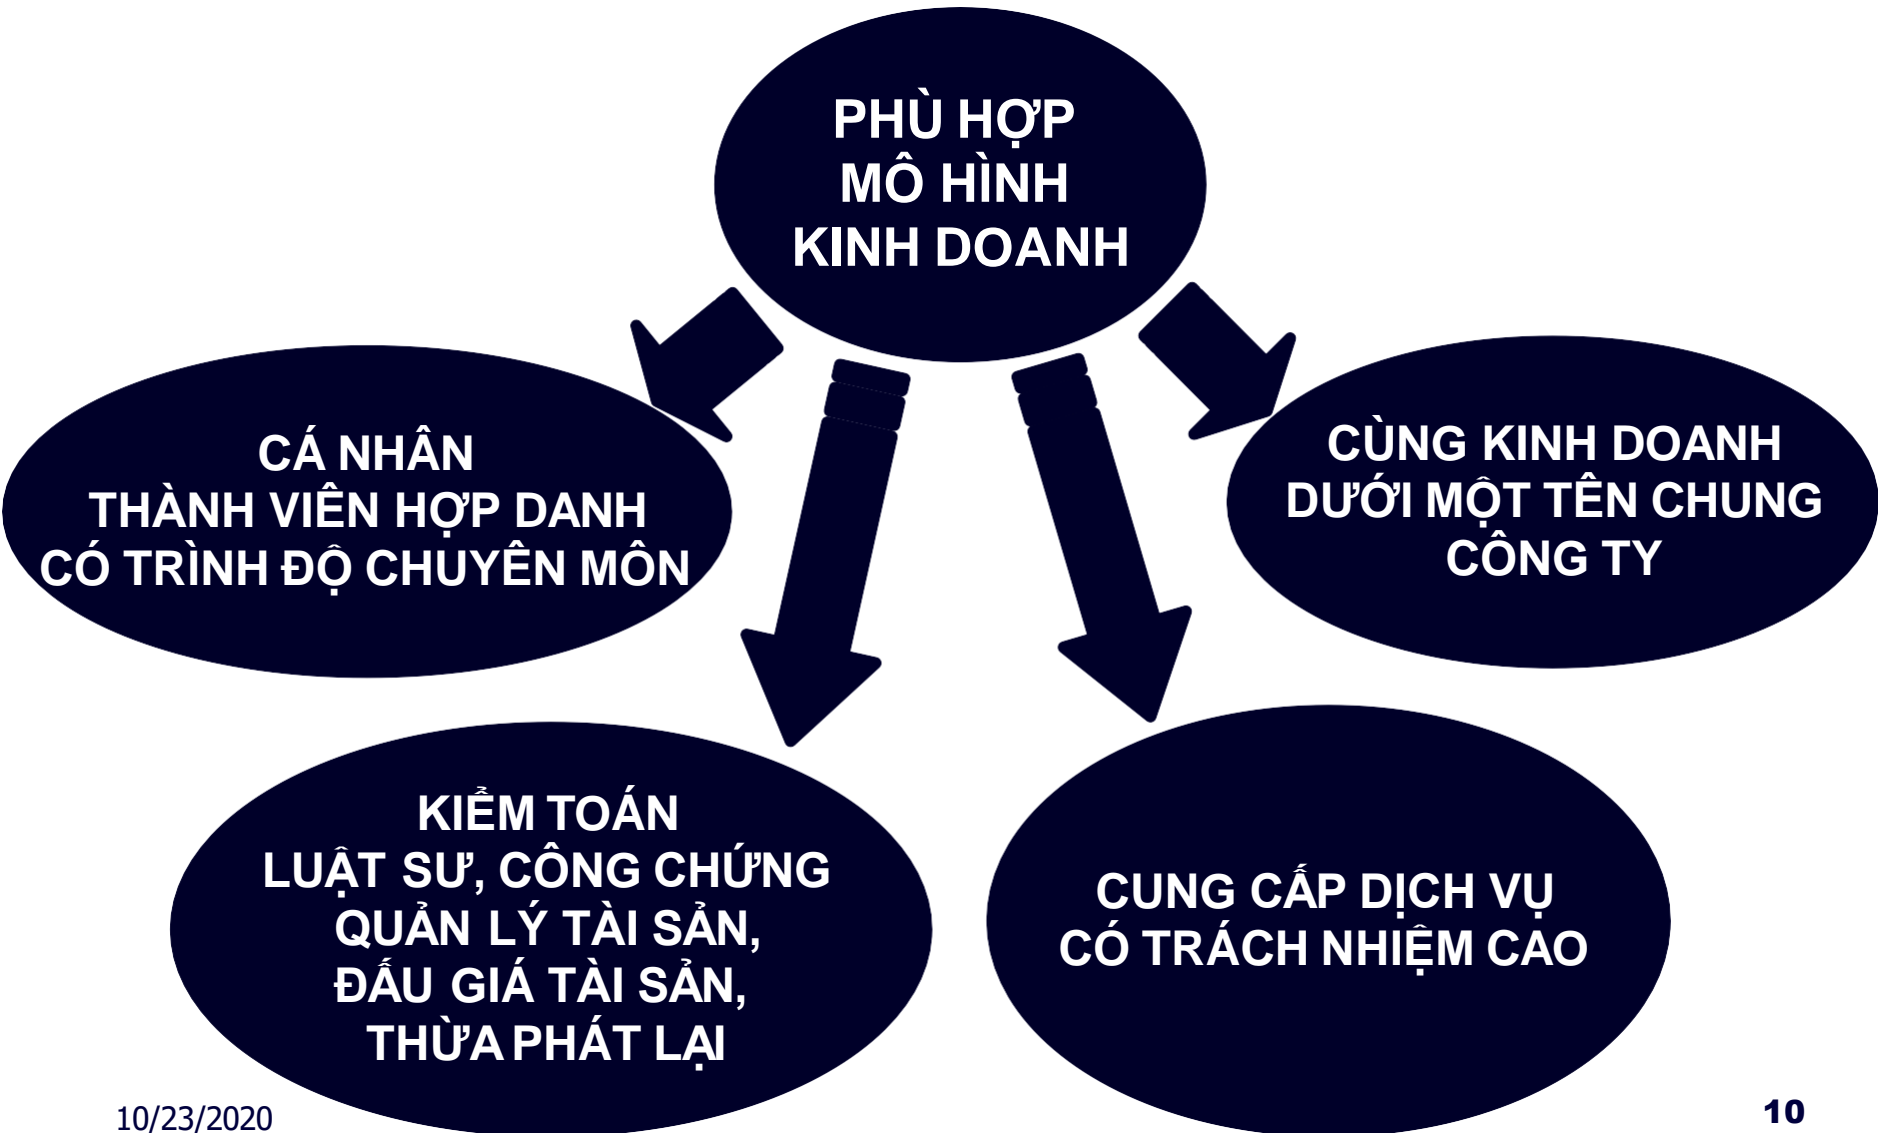 PHÙ HỢP
MÔ HÌNH
KINH DOANH
CÁ NHÂN
THÀNH VIÊN HỢP DANH
CÓ TRÌNH ĐỘ CHUYÊN MÔN
CÙNG KINH DOANH
DƯỚI MỘT TÊN CHUNG
CÔNG TY
KIỂM TOÁN
LUẬT SƯ, CÔNG CHỨNG
QUẢN LÝ TÀI SẢN,
ĐẤU GIÁ TÀI SẢN,
THỪA PHÁT LẠI
CUNG CẤP DỊCH VỤ
CÓ TRÁCH NHIỆM CAO
10/23/2020
10